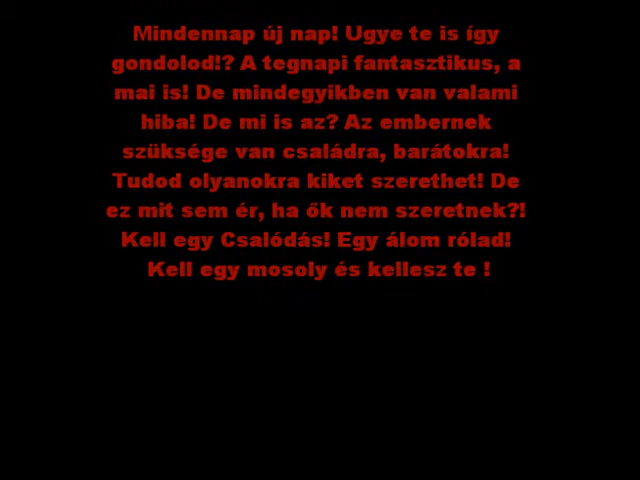 Mindennap új nap! Ugye te is így
gondolod!? A tegnapi fantasztikus, a
mai is! De mindegyikben van valami
hiba! De mi is az? Az embernek
szüksége van családra, barátokra!
Tudod olyanokra kiket szerethet! De
ez mit sem ér, ha ők nem szeretnek?!
Kell egy Csalódás! Egy álom rólad!
Kell egy mosoly és kellesz te !